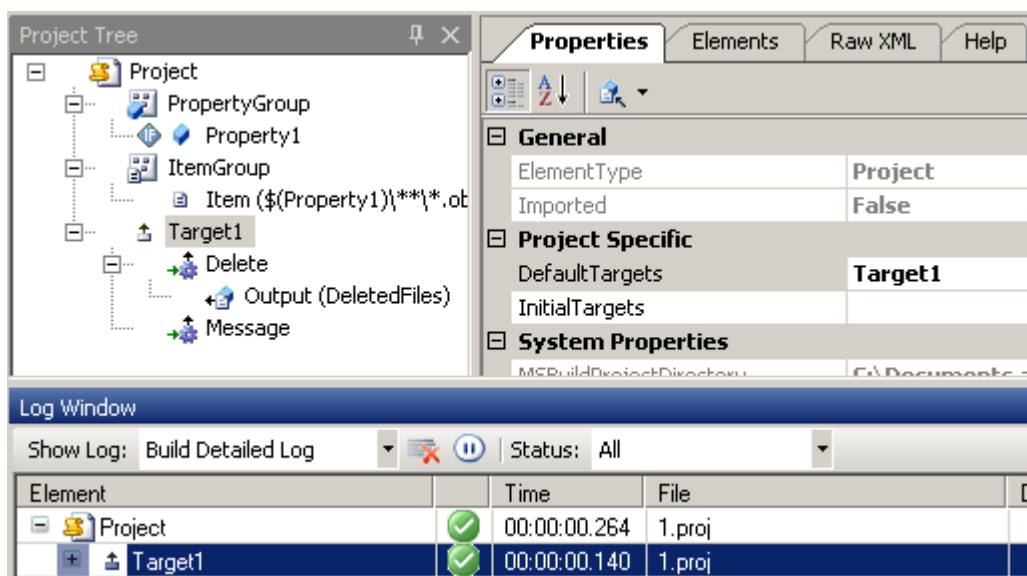 Project Tree
Project
PropertyGroup
Property1
ItemGroup
Item ($(Property1)\**\*.ob
Target1
Delete
Output (DeletedFiles)
Message
Properties Elements Raw XML Help
General
ElementType Project
Imported False
Project Specific
DefaultTargets Target1
InitialTargets
System Properties
MSBuildProjectDirectory C:\Documents
Log Window
Show Log: Build Detailed Log Status: All
Element Time File
Project 00:00:00.264 1.proj
Target1 00:00:00.140 1.proj